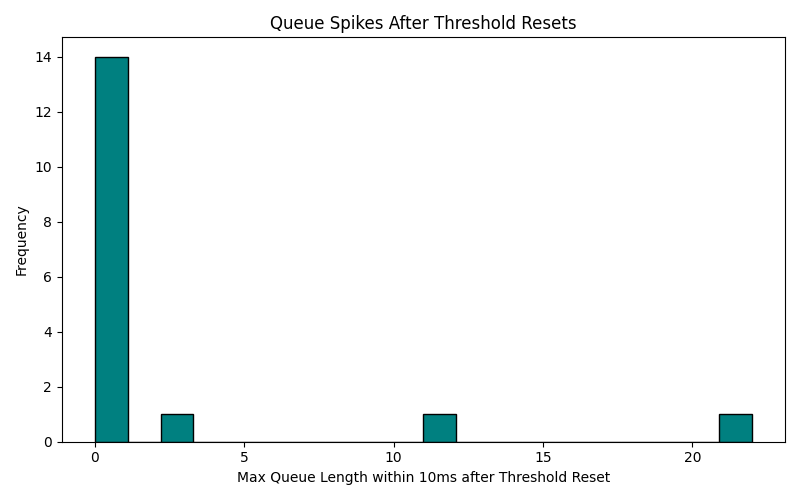 Queue Spikes After Threshold Resets
14
12
10
8
6
4
2
0
Frequency
0 5 10 15 20
Max Queue Length within 10ms after Threshold Reset